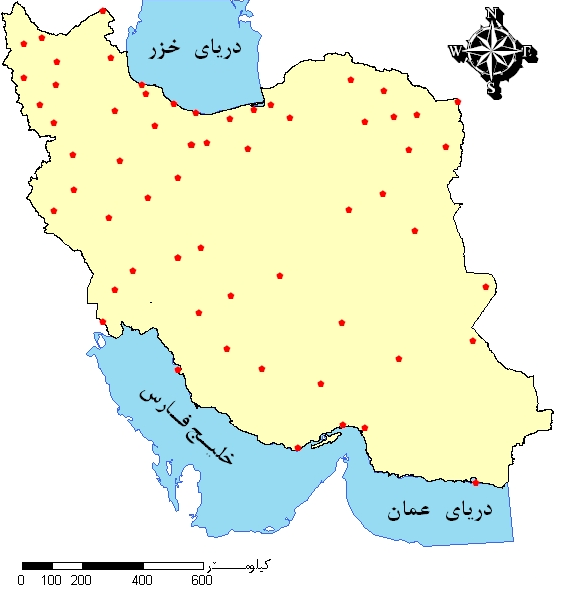 دریای خزر
N
W E
S
خلیج فارس
دریای عمان
کیلومتر
0 100 200 400 600